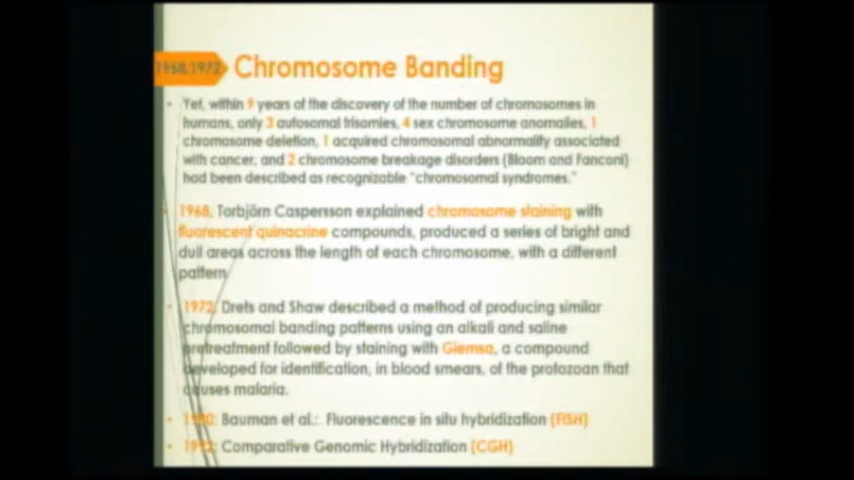 1968,1972 Chromosome Banding
Yet, within 9 years of the discovery of the number of chromosomes in
humans, only 3 autosomal trisomies, 4 sex chromosome anomalies, 1
chromosome deletion, 1 acquired chromosomal abnormality associated
with cancer, and 2 chromosome breakage disorders (Bloom and Fanconi)
had been described as recognizable "chromosomal syndromes."
1968, Torbjörn Caspersson explained chromosome staining with
fluorescent quinacrine compounds, produced a series of bright and
dull areas across the length of each chromosome, with a different
pattern
1972: Drets and Shaw described a method of producing similar
chromosomal banding patterns using an alkali and saline
pretreatment followed by staining with Giemsa, a compound
developed for identification, in blood smears, of the protozoan that
causes malaria.
1980: Bauman et al.: Fluorescence in situ hybridization (FISH)
1992: Comparative Genomic Hybridization (CGH)